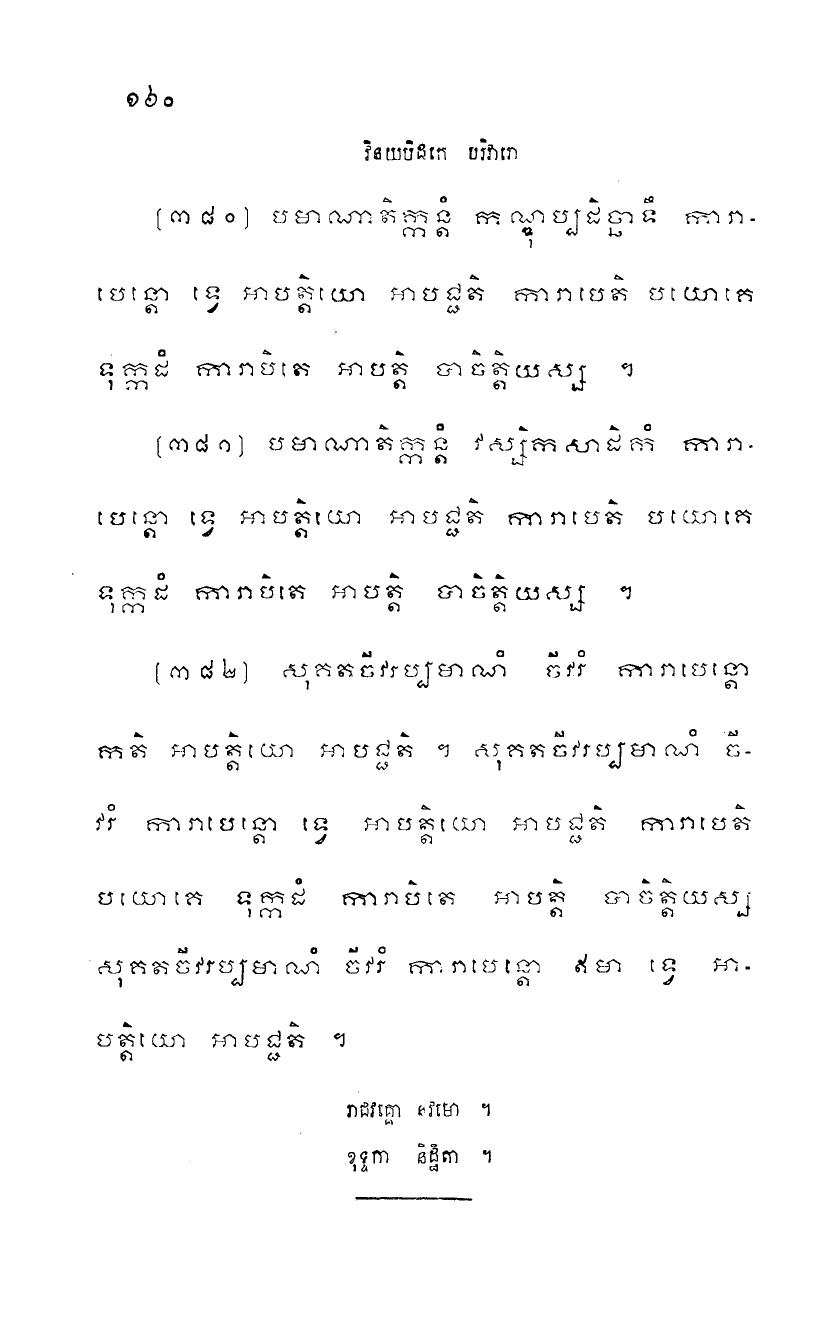 ១៦០
វិនយបិដកេ បរិវារោ
(៣៨០) បមាណាតិក្កន្តំ កណ្ឌុប្បដិច្ឆាទឹ ការា-
បេន្តោ ទ្វេ អាបត្តិយោ អាបជ្ជតិ ការាបេតិ បយោគេ
ទុក្កដំ ការាបិតេ អាបត្តិ បាចិត្តិយស្ស ។
(៣៨១) បមាណាតិក្កន្តំ វស្សិកសាដិកំ ការា-
បេន្តោ ទ្វេ អាបត្តិយោ អាបជ្ជតិ ការាបេតិ បយោគេ
ទុក្កដំ ការាបិតេ អាបត្តិ បាចិត្តិយស្ស ។
(៣៨២) សុគតចីវរប្បមាណំ ចីវរំ ការាបេន្តោ
កតិ អាបត្តិយោ អាបជ្ជតិ ។ សុគតចីវរប្បមាណំ ចី-
វរំ ការាបេន្តោ ទ្វេ អាបត្តិយោ អាបជ្ជតិ ការាបេតិ
បយោគេ ទុក្កដំ ការាបិតេ អាបត្តិ បាចិត្តិយស្ស
សុគតចីវរប្បមាណំ ចីវរំ ការាបេន្តោ ឥមា ទ្វេ អា-
បត្តិយោ អាបជ្ជតិ ។
រាជវគ្គោ នវមោ ។
ខុទ្ទកា និដ្ឋិតា ។